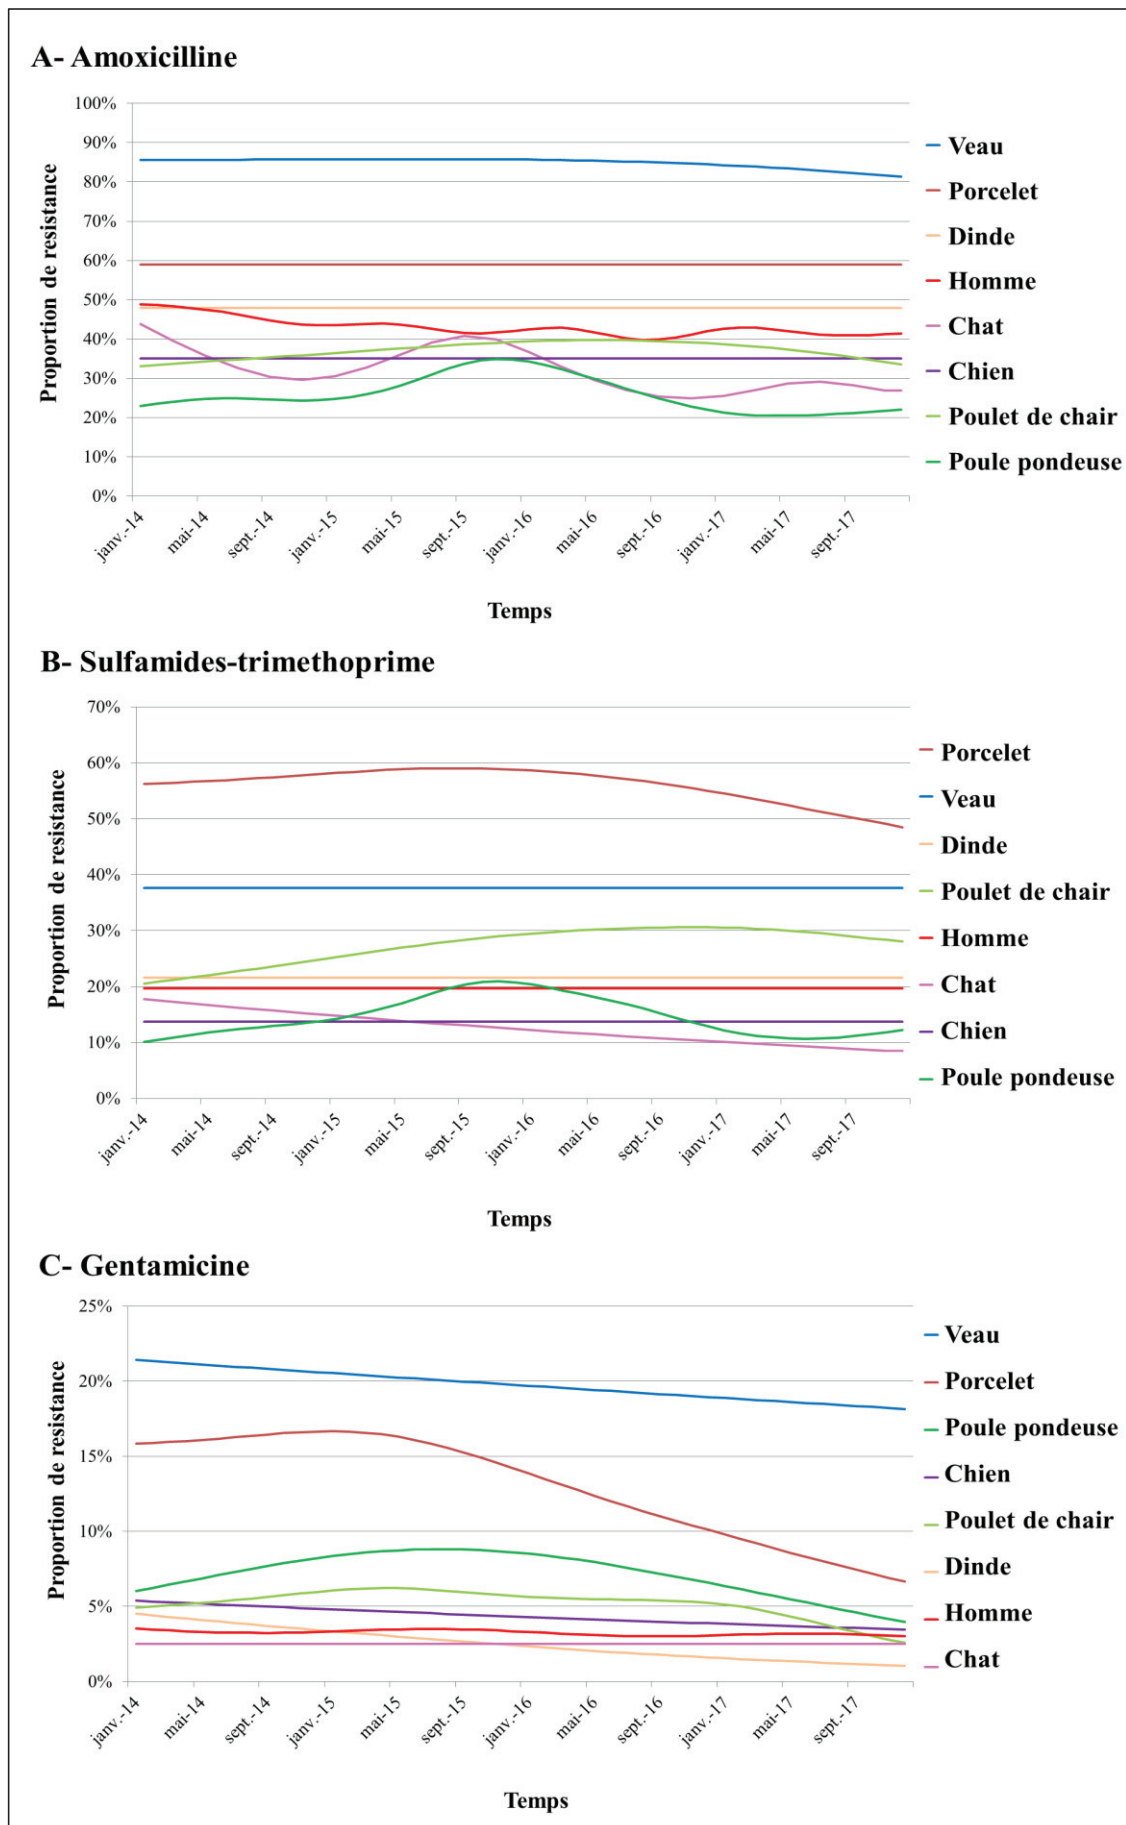 A- Amoxicilline
Proportion de resistance
100%
90%
80%
70%
60%
50%
40%
30%
20%
10%
0%
janv.-14
mai-14
sept.-14
janv.-15
mai-15
sept.-15
janv.-16
mai-16
sept.-16
janv.-17
mai-17
sept.-17
Temps
Veau
Porcelet
Dinde
Homme
Chat
Chien
Poulet de chair
Poule pondeuse
B- Sulfamides-trimethoprime
Proportion de resistance
70%
60%
50%
40%
30%
20%
10%
0%
janv.-14
mai-14
sept.-14
janv.-15
mai-15
sept.-15
janv.-16
mai-16
sept.-16
janv.-17
mai-17
sept.-17
Temps
Porcelet
Veau
Dinde
Poulet de chair
Homme
Chat
Chien
Poule pondeuse
C- Gentamicine
Proportion de resistance
25%
20%
15%
10%
5%
0%
janv.-14
mai-14
sept.-14
janv.-15
mai-15
sept.-15
janv.-16
mai-16
sept.-16
janv.-17
mai-17
sept.-17
Temps
Veau
Porcelet
Poule pondeuse
Chien
Poulet de chair
Dinde
Homme
Chat